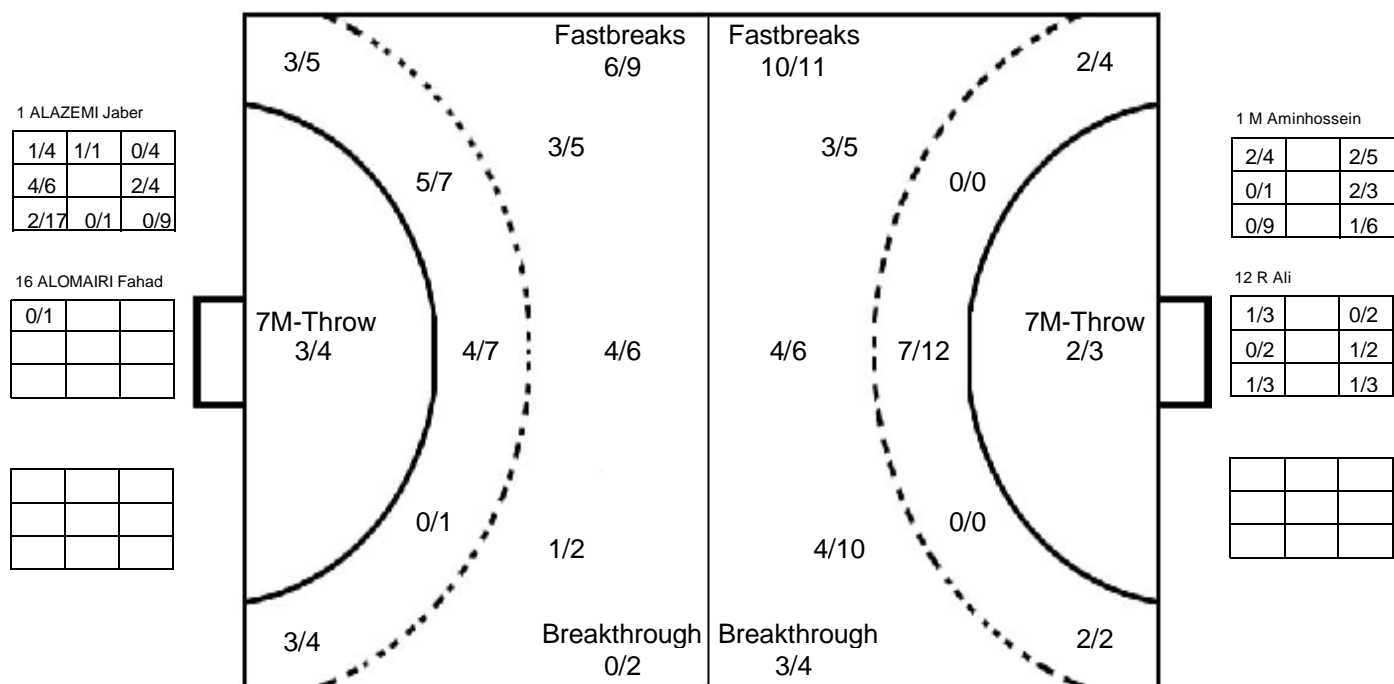 Fastbreaks Fastbreaks
3/5 6/9 10/11 2/4
1 ALAZEMI Jaber
1/4 1/1 0/4
4/6 2/4
2/17 0/1 0/9
16 ALOMAIRI Fahad
0/1
3/5 3/5
5/7 0/0
7M-Throw 7M-Throw
3/4 4/7 4/6 4/6 7/12 2/3
0/1 0/0
1/2 4/10
Breakthrough Breakthrough
3/4 0/2 3/4 2/2
1 M Aminhossein
2/4 2/5
0/1 2/3
0/9 1/6
12 R Ali
1/3 0/2
0/2 1/2
1/3 1/3